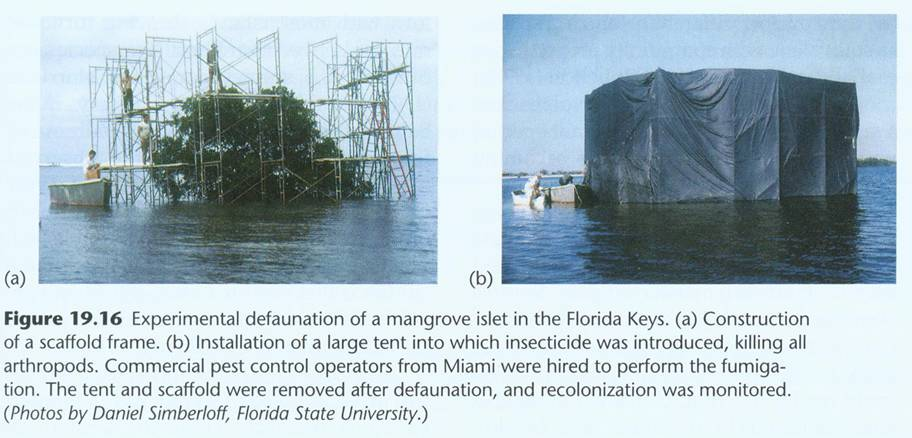 (a)
(b)
Figure 19.16 Experimental defaunation of a mangrove islet in the Florida Keys. (a) Construction
of a scaffold frame. (b) Installation of a large tent into which insecticide was introduced, killing all
arthropods. Commercial pest control operators from Miami were hired to perform the fumiga-
tion. The tent and scaffold were removed after defaunation, and recolonization was monitored.
(Photos by Daniel Simberloff, Florida State University.)